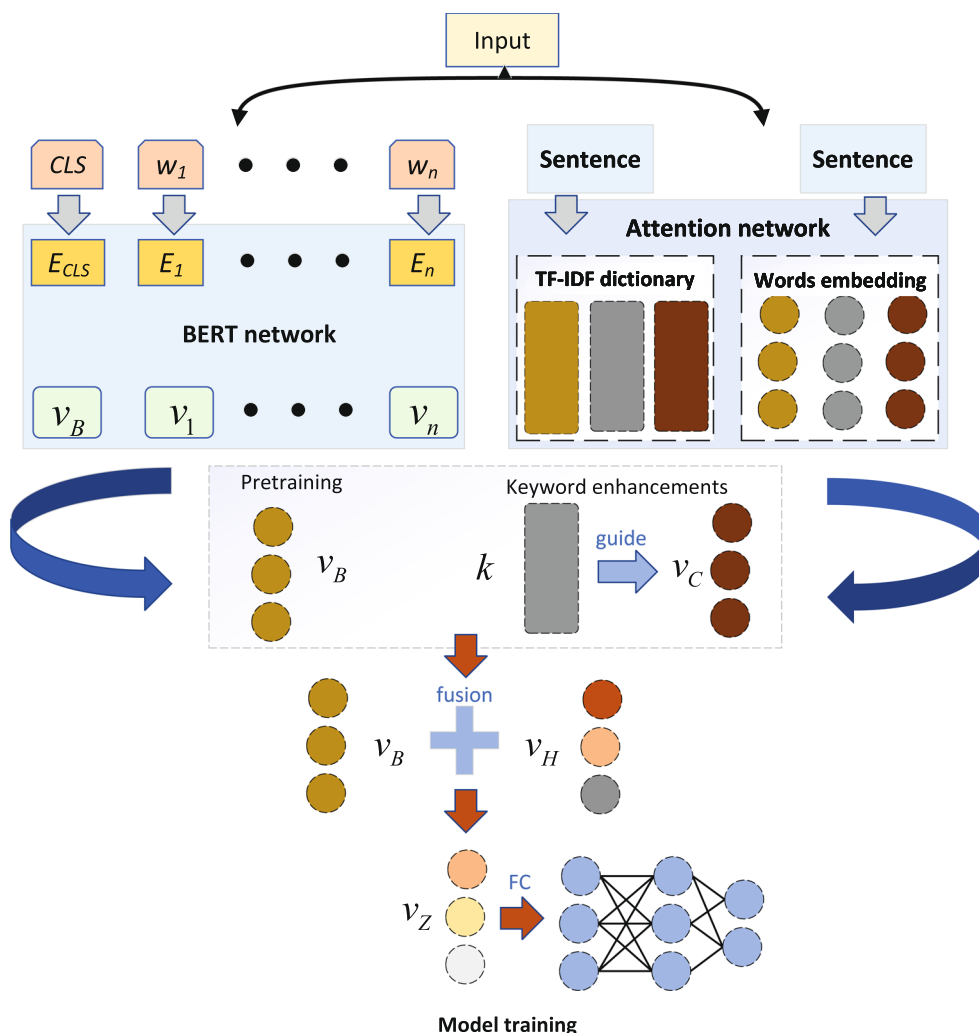 Input
CLS w1 wn
Sentence Sentence
Attention network
ECLS E1 En
TF-IDF dictionary Words embedding
BERT network
vB v1 vn
Pretraining Keyword enhancements
vB k guide vC
fusion
vB vH
FC
vZ
Model training